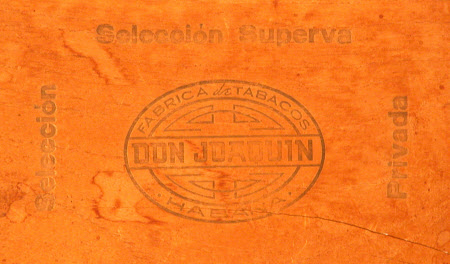 Selección Superva
Selección
FABRICA de TABACOS
DON JOAQUIN
HABANA
Privada